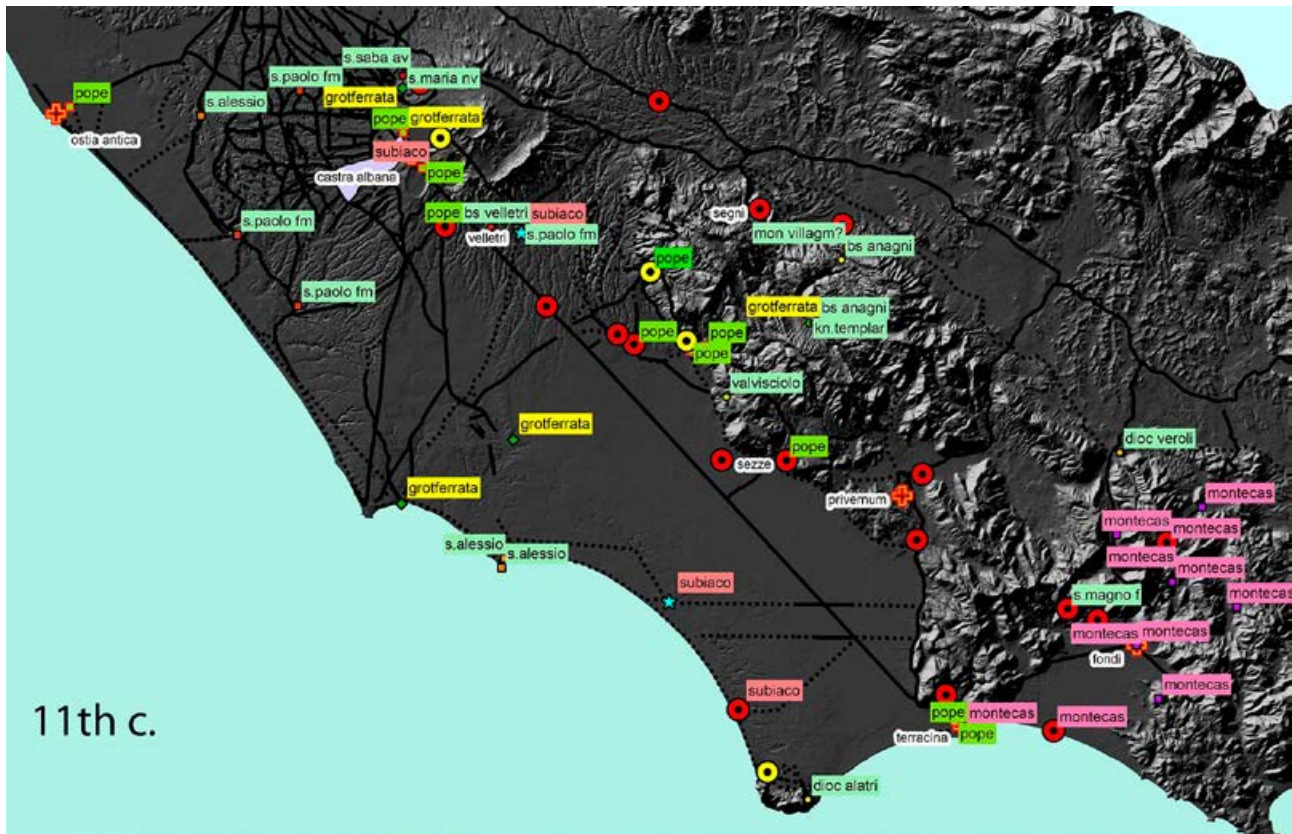 s.saba av
s.paolo fm
s.maria nv
grotferrata
pope
s.alessio
pope
grotferrata
ostia antica
subiaco
castra albana
pope
s.paolo fm
pope
bs velletri
subiaco
segni
velletri
s.paolo fm
mon villagm?
bs anagni
pope
s.paolo fm
grotferrata
bs anagni
kn.templar
pope
pope
pope
valvisciolo
grotferrata
dioc veroli
pope
sezze
grotferrata
privernum
montecas
montecas
montecas
s.alessio
s.alessio
montecas
montecas
subiaco
s.magno f
montecas
montecas
montecas
fondi
subiaco
montecas
11th c.
pope
montecas
montecas
terracina
pope
dioc alatri